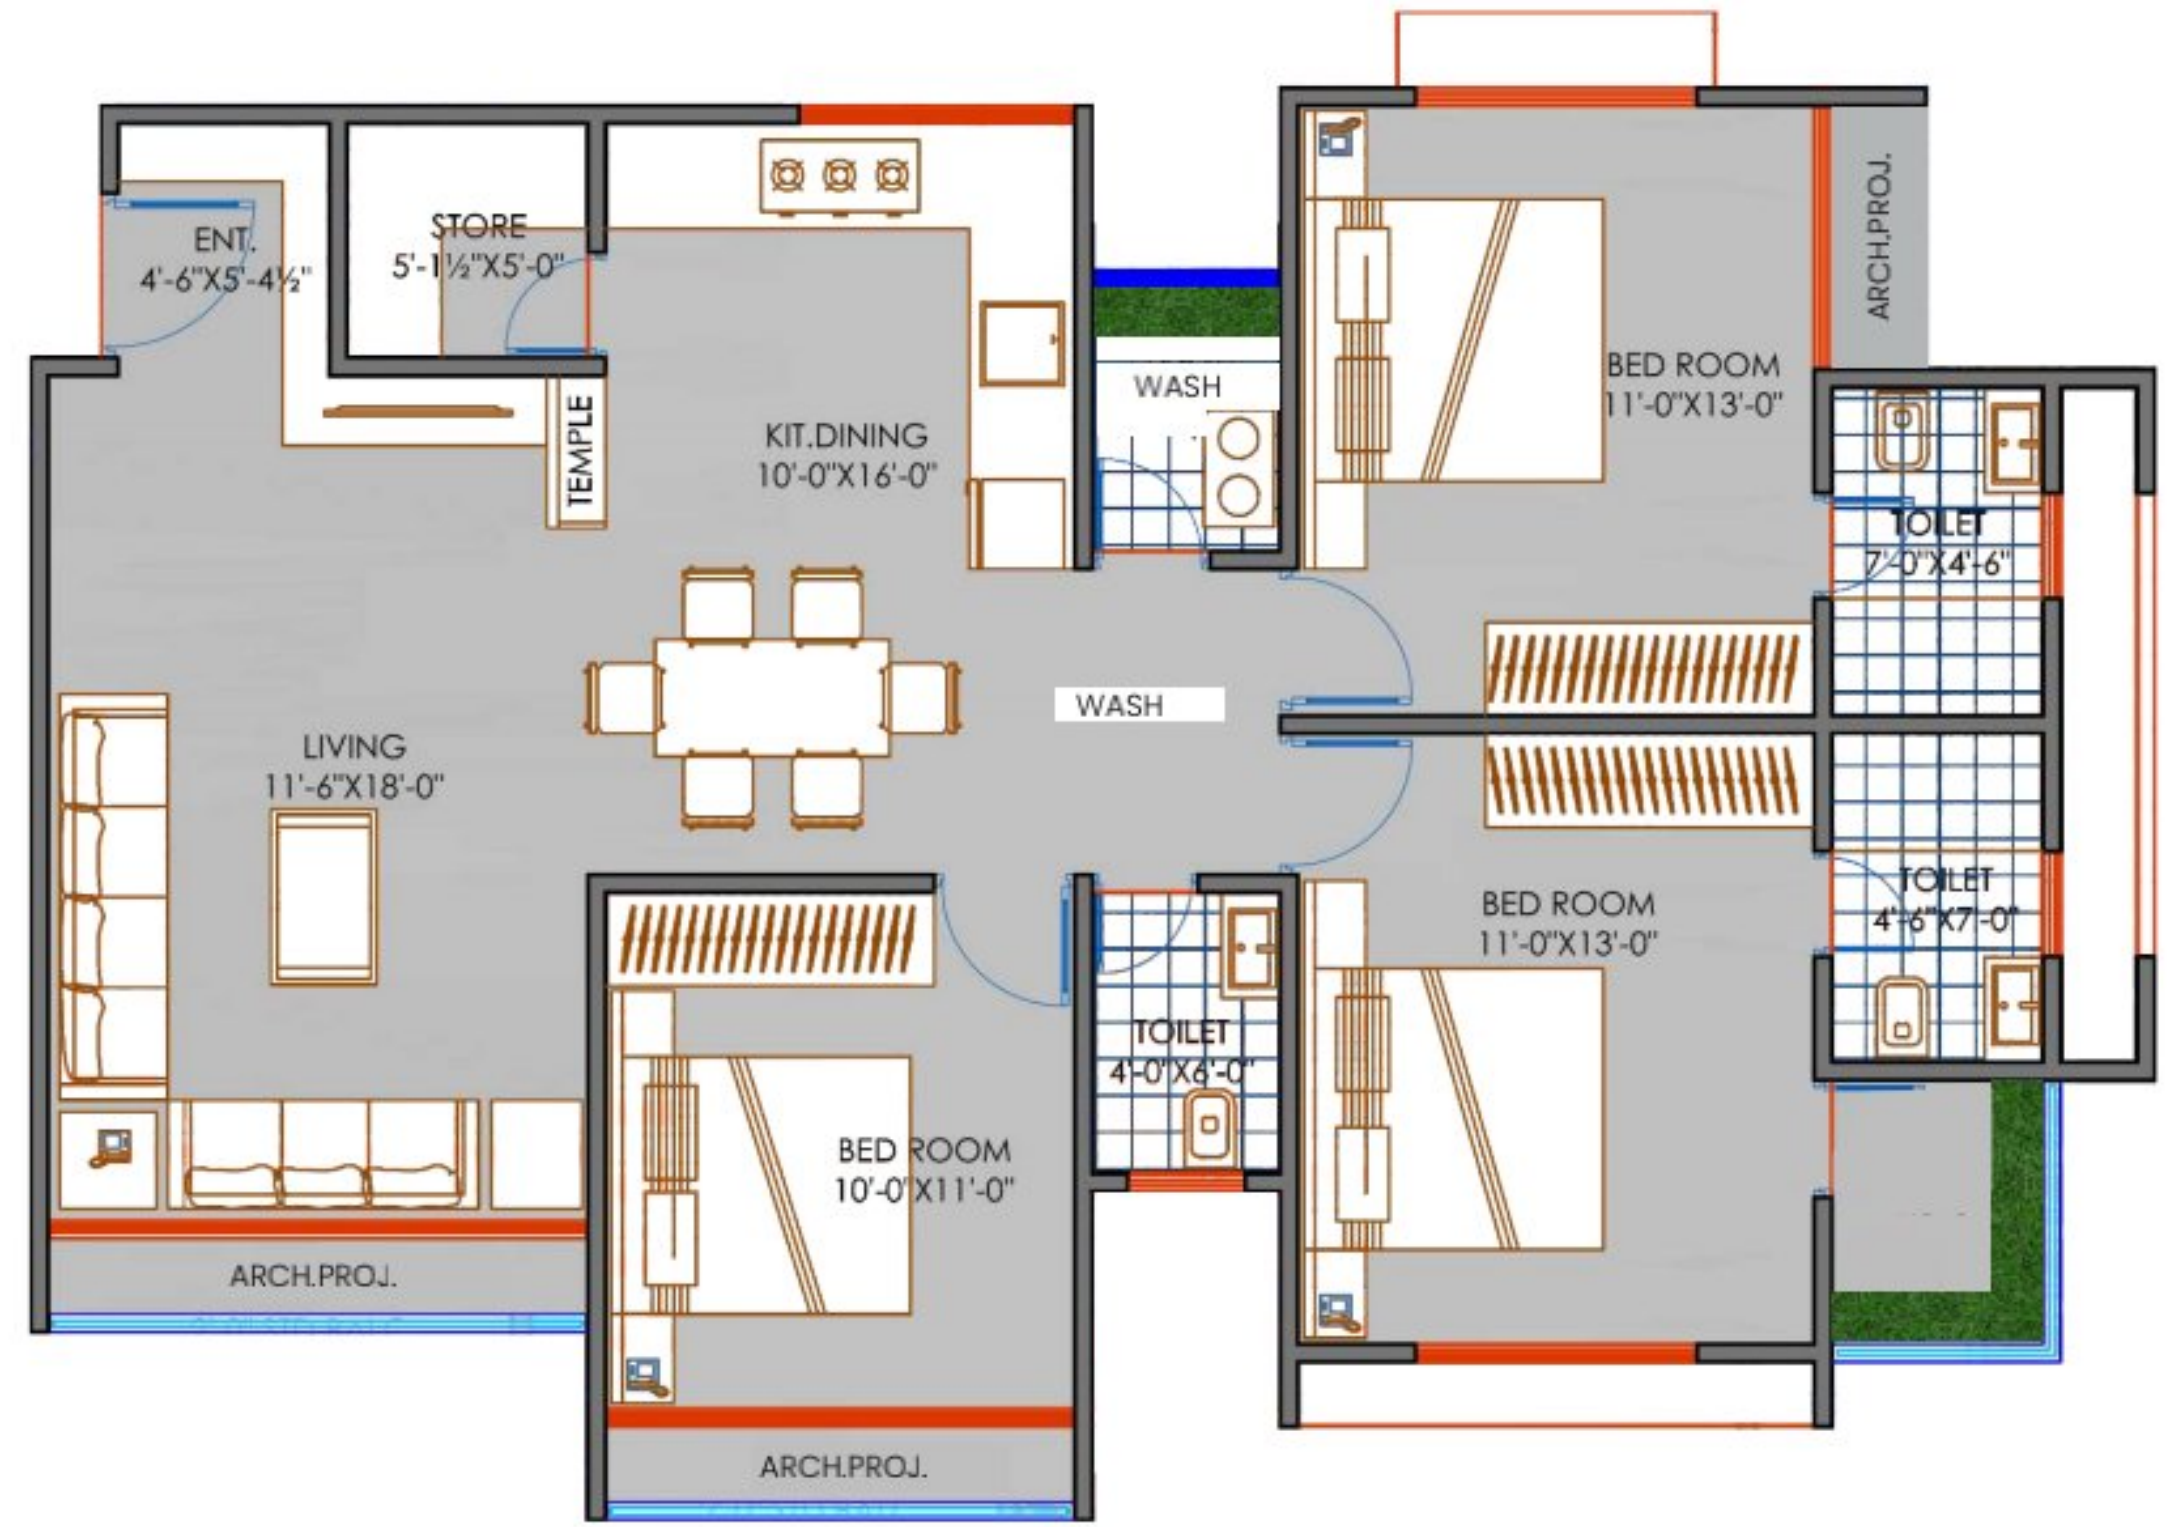 ENT.
4'-6"X5'-4½"
STORE
5'-1½"X5'-0"
TEMPLE
KIT.DINING
10'-0"X16'-0"
WASH
BED ROOM
11'-0"X13'-0"
ARCH.PROJ.
TOILET
7'-0"X4'-6"
WASH
LIVING
11'-6"X18'-0"
BED ROOM
11'-0"X13'-0"
TOILET
4'-6"X7'-0"
TOILET
4'-0"X6'-0"
BED ROOM
10'-0"X11'-0"
ARCH.PROJ.
ARCH.PROJ.